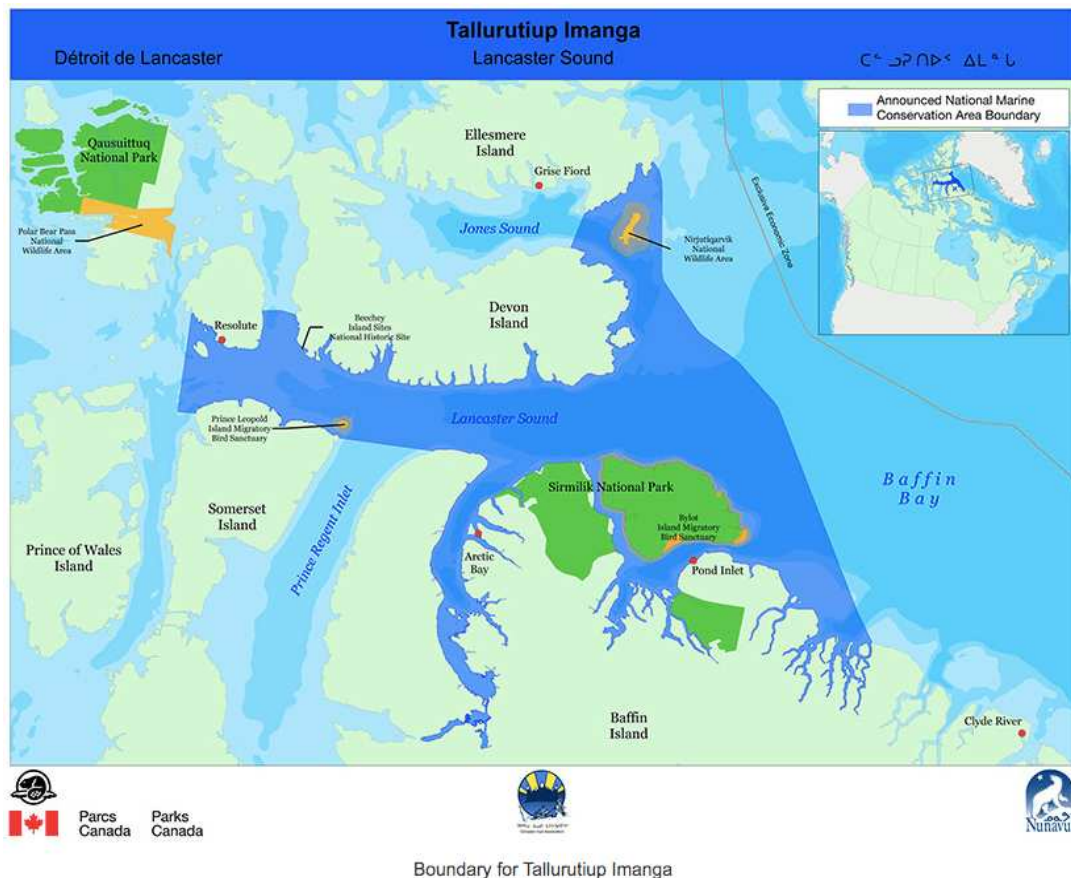 Tallurutiup Imanga
Détroit de Lancaster
Lancaster Sound
ᑕᓪᓗᕈᑎᐅᑉ ᐃᒪᖓ
Announced National Marine
Conservation Area Boundary
Qausuittuq
National Park
Ellesmere
Island
Grise Fiord
Polar Bear Pass
National
Wildlife Area
Jones Sound
Nirjutiqarvik
National
Wildlife Area
Exclusive Economic Zone
Devon
Island
Beechey
Island Sites
National Historic Site
Resolute
Prince Leopold
Island Migratory
Bird Sanctuary
Lancaster Sound
Baffin
Bay
Sirmilik National Park
Somerset
Island
Prince Regent Inlet
Bylot
Island Migratory
Bird Sanctuary
Prince of Wales
Island
Arctic
Bay
Pond Inlet
Baffin
Island
Clyde River
Parcs
Canada
Parks
Canada
Nunavut
Boundary for Tallurutiup Imanga